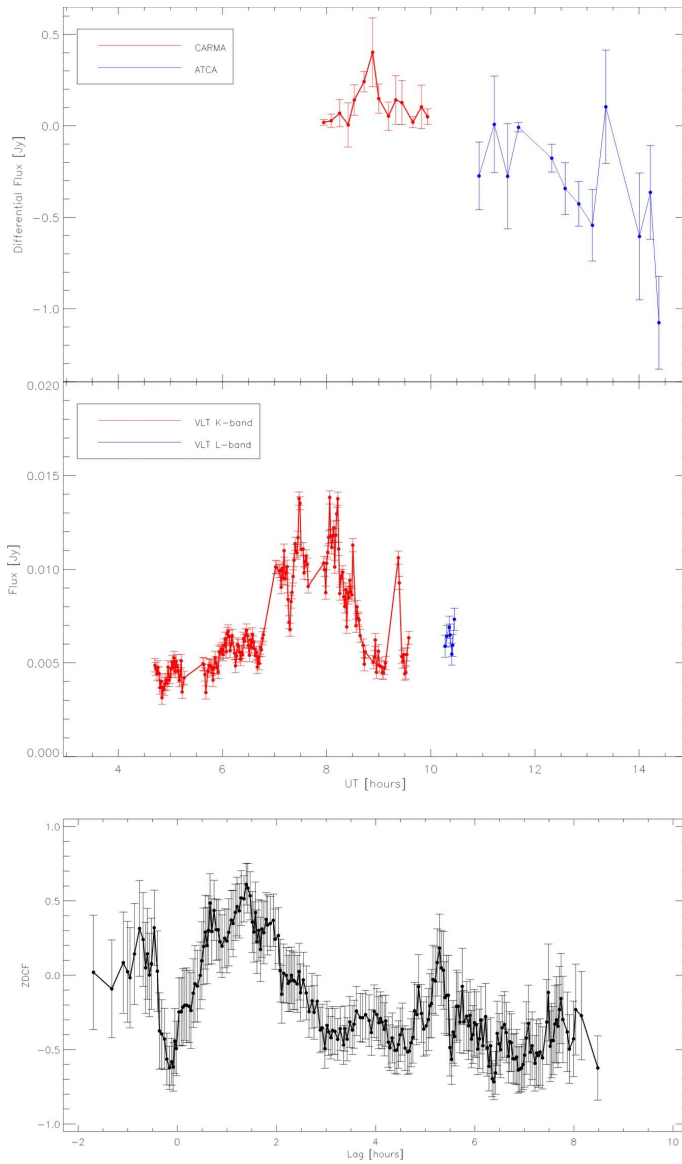 0.5
CARMA
ATCA
0.0
Differential Flux [Jy]
−0.5
−1.0
0.020
VLT K−band
VLT L−band
0.015
Flux [Jy]
0.010
0.005
0.000
4 6 8 10 12 14
UT [hours]
1.0
0.5
ZDCF
0.0
−0.5
−1.0
−2 0 2 4 6 8 10
Lag [hours]